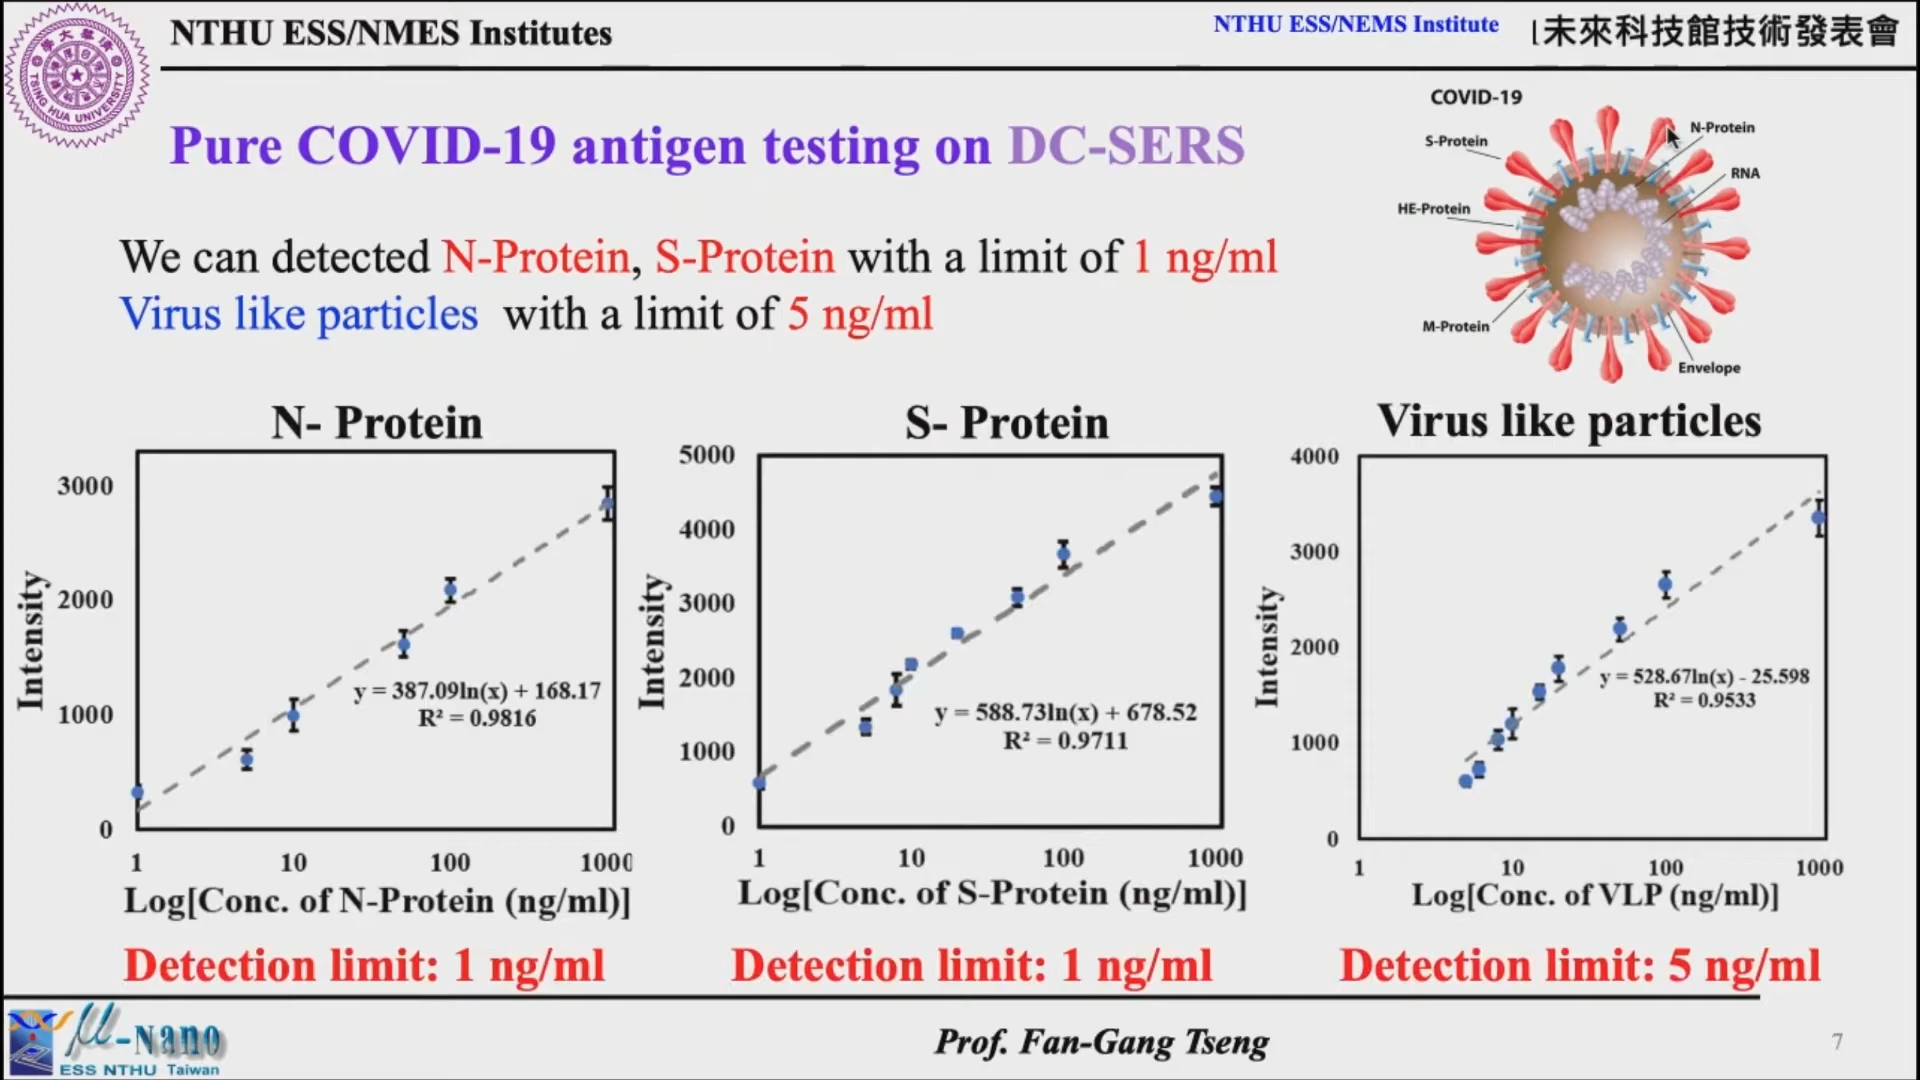 NTHU ESS/NMES Institutes
NTHU ESS/NEMS Institute
未來科技館技術發表會
TSING HUA UNIVERSITY
Pure COVID-19 antigen testing on DC-SERS
COVID-19
S-Protein
N-Protein
RNA
HE-Protein
M-Protein
Envelope
We can detected N-Protein, S-Protein with a limit of 1 ng/ml
Virus like particles with a limit of 5 ng/ml
N- Protein
Intensity
3000
2000
1000
0
y = 387.09ln(x) + 168.17
R² = 0.9816
1 10 100 1000
Log[Conc. of N-Protein (ng/ml)]
Detection limit: 1 ng/ml
S- Protein
Intensity
5000
4000
3000
2000
1000
0
y = 588.73ln(x) + 678.52
R² = 0.9711
1 10 100 1000
Log[Conc. of S-Protein (ng/ml)]
Detection limit: 1 ng/ml
Virus like particles
Intensity
4000
3000
2000
1000
0
y = 528.67ln(x) - 25.598
R² = 0.9533
1 10 100 1000
Log[Conc. of VLP (ng/ml)]
Detection limit: 5 ng/ml
μ-Nano
ESS NTHU Taiwan
Prof. Fan-Gang Tseng
7